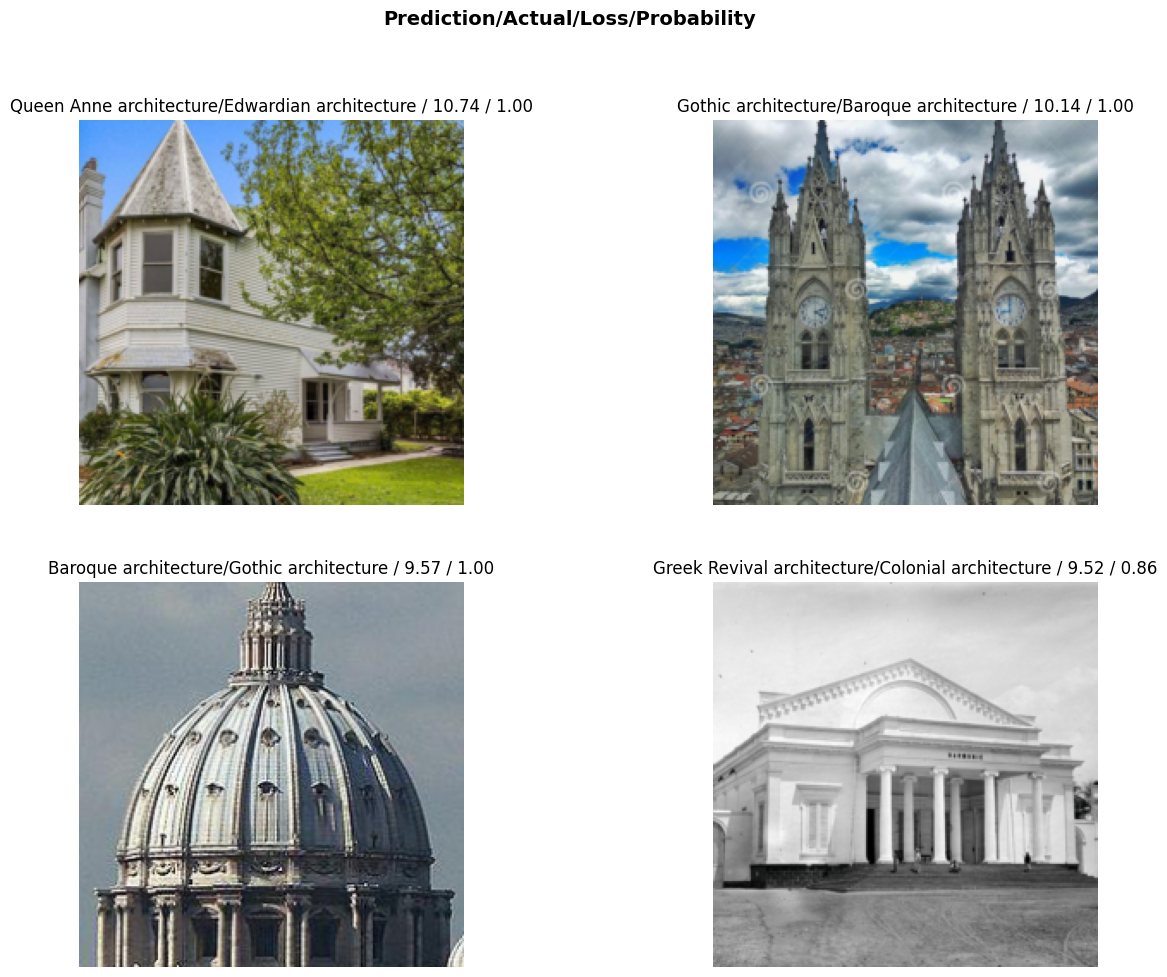 Prediction/Actual/Loss/Probability
Queen Anne architecture/Edwardian architecture / 10.74 / 1.00
Gothic architecture/Baroque architecture / 10.14 / 1.00
Baroque architecture/Gothic architecture / 9.57 / 1.00
Greek Revival architecture/Colonial architecture / 9.52 / 0.86
HARMONIE